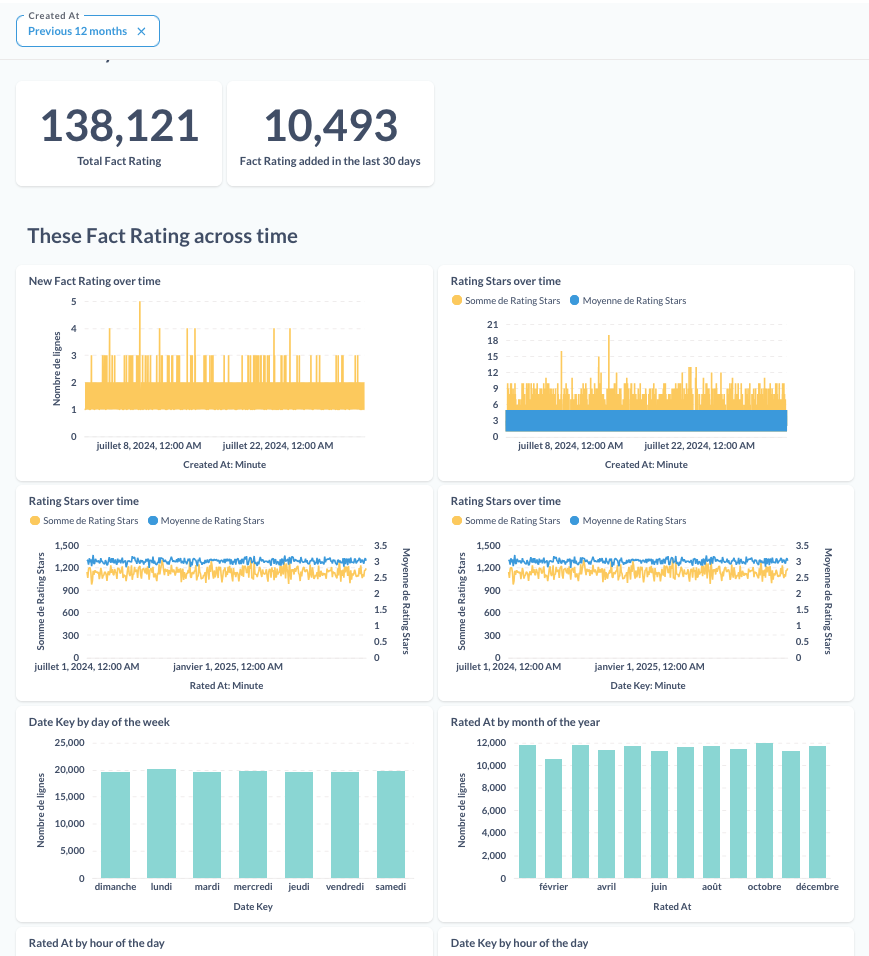 Created At
Previous 12 months
138,121
Total Fact Rating
10,493
Fact Rating added in the last 30 days
These Fact Rating across time
New Fact Rating over time
Nombre de lignes
5
4
3
2
1
0
juillet 8, 2024, 12:00 AM juillet 22, 2024, 12:00 AM
Created At: Minute
Rating Stars over time
Somme de Rating Stars Moyenne de Rating Stars
21
18
15
12
9
6
3
0
juillet 8, 2024, 12:00 AM juillet 22, 2024, 12:00 AM
Created At: Minute
Rating Stars over time
Somme de Rating Stars Moyenne de Rating Stars
Somme de Rating Stars
1,500
1,200
900
600
300
0
3.5
3
2.5
2
1.5
1
0.5
0
Moyenne de Rating Stars
juillet 1, 2024, 12:00 AM janvier 1, 2025, 12:00 AM
Rated At: Minute
Rating Stars over time
Somme de Rating Stars Moyenne de Rating Stars
Somme de Rating Stars
1,500
1,200
900
600
300
0
3.5
3
2.5
2
1.5
1
0.5
0
Moyenne de Rating Stars
juillet 1, 2024, 12:00 AM janvier 1, 2025, 12:00 AM
Date Key: Minute
Date Key by day of the week
Nombre de lignes
25,000
20,000
15,000
10,000
5,000
0
dimanche lundi mardi mercredi jeudi vendredi samedi
Date Key
Rated At by month of the year
Nombre de lignes
12,000
10,000
8,000
6,000
4,000
2,000
0
février avril juin août octobre décembre
Rated At
Rated At by hour of the day
Date Key by hour of the day